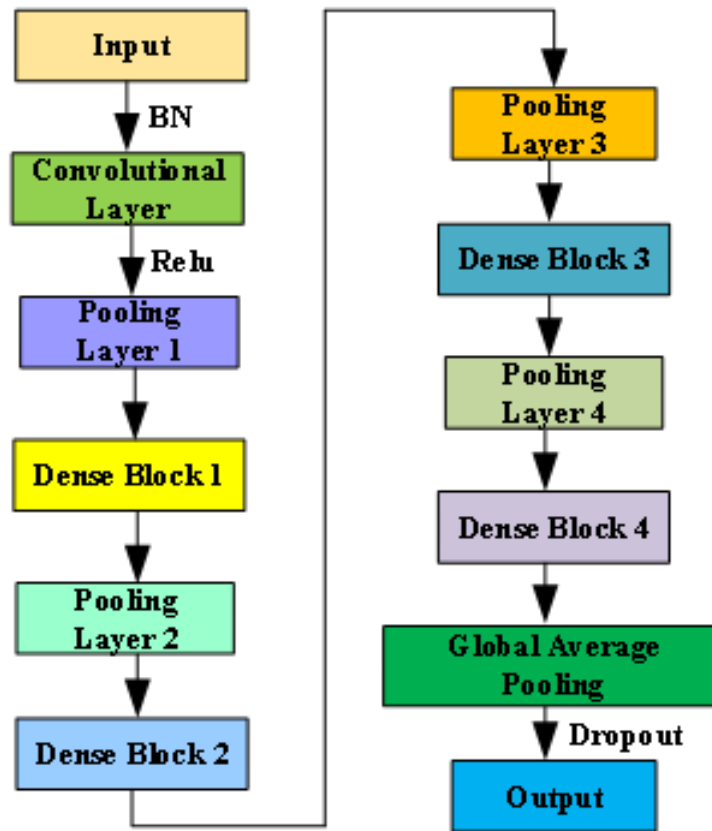 Input
BN
Convolutional
Layer
Relu
Pooling
Layer 1
Dense Block 1
Pooling
Layer 2
Dense Block 2
Pooling
Layer 3
Dense Block 3
Pooling
Layer 4
Dense Block 4
Global Average
Pooling
Dropout
Output